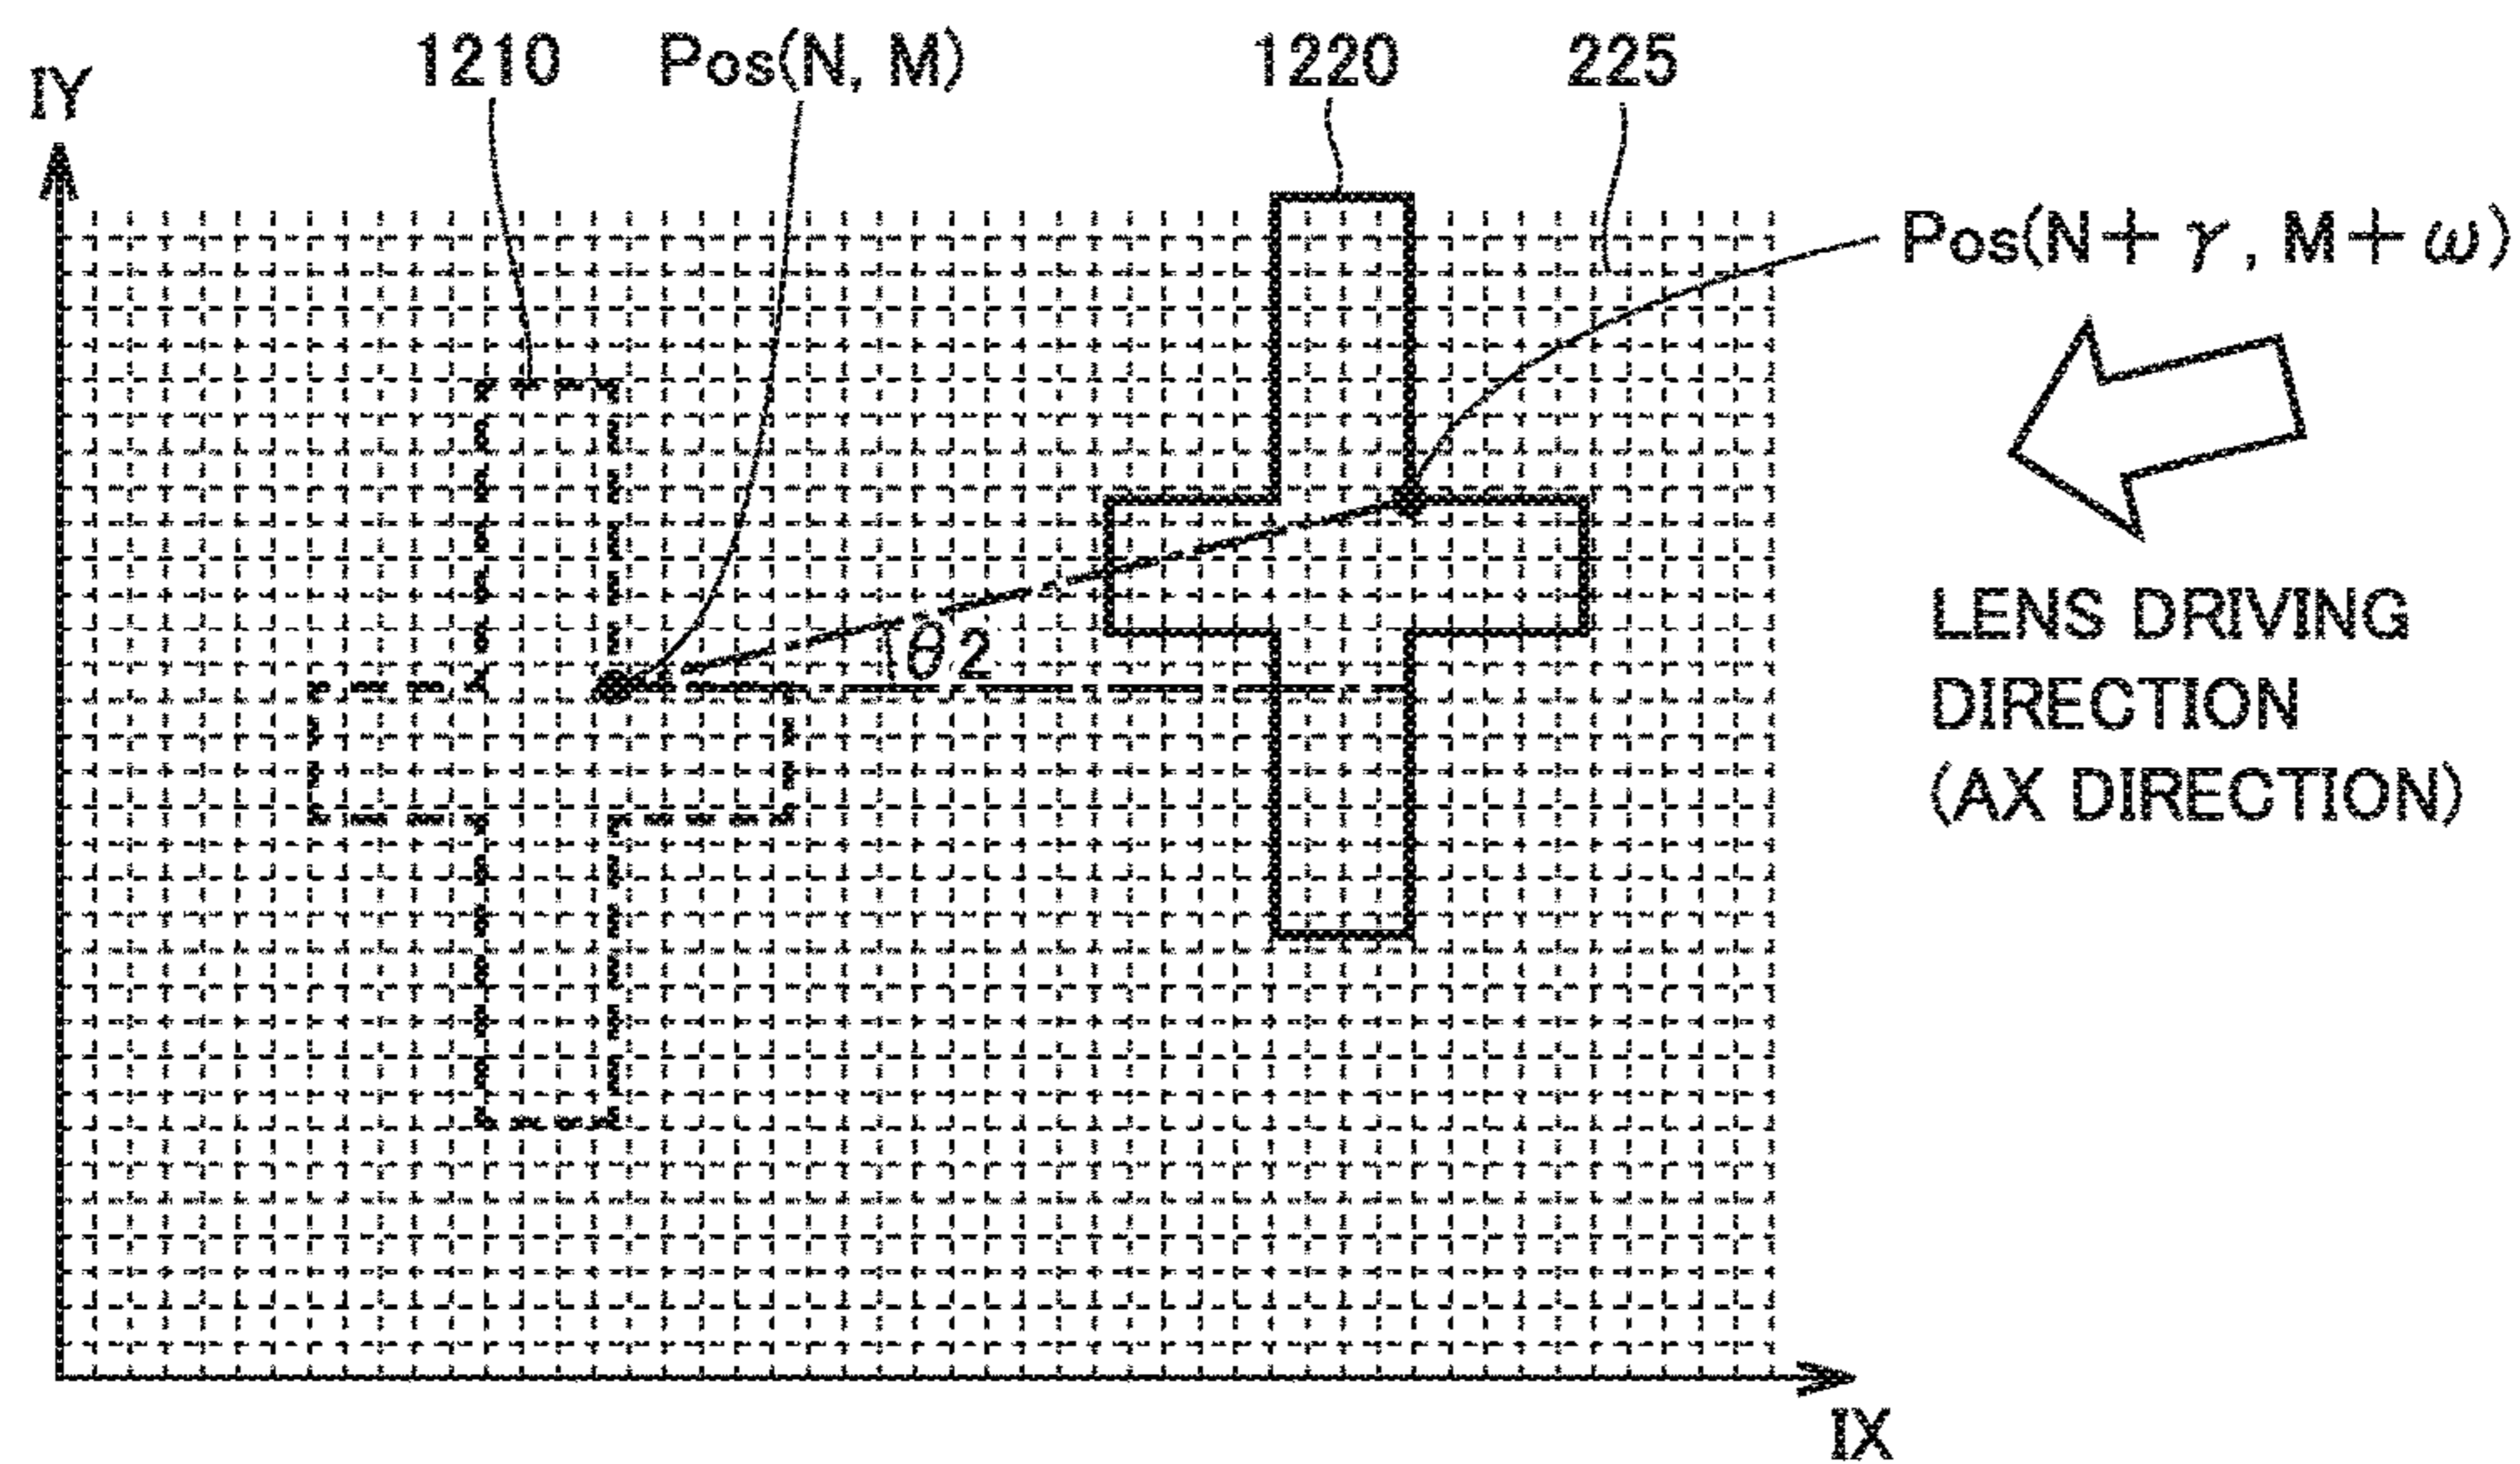 1210 Pos(N, M) 1220 225
IY
Pos(N+γ, M+ω)
θ2
LENS DRIVING
DIRECTION
(AX DIRECTION)
IX